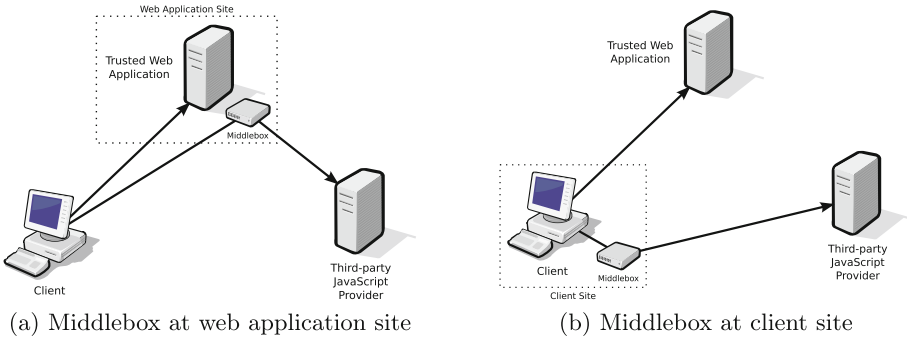 Web Application Site
Trusted Web
Application
Middlebox
Client
Third-party
JavaScript
Provider
(a) Middlebox at web application site
Trusted Web
Application
Client
Middlebox
Client Site
Third-party
JavaScript
Provider
(b) Middlebox at client site